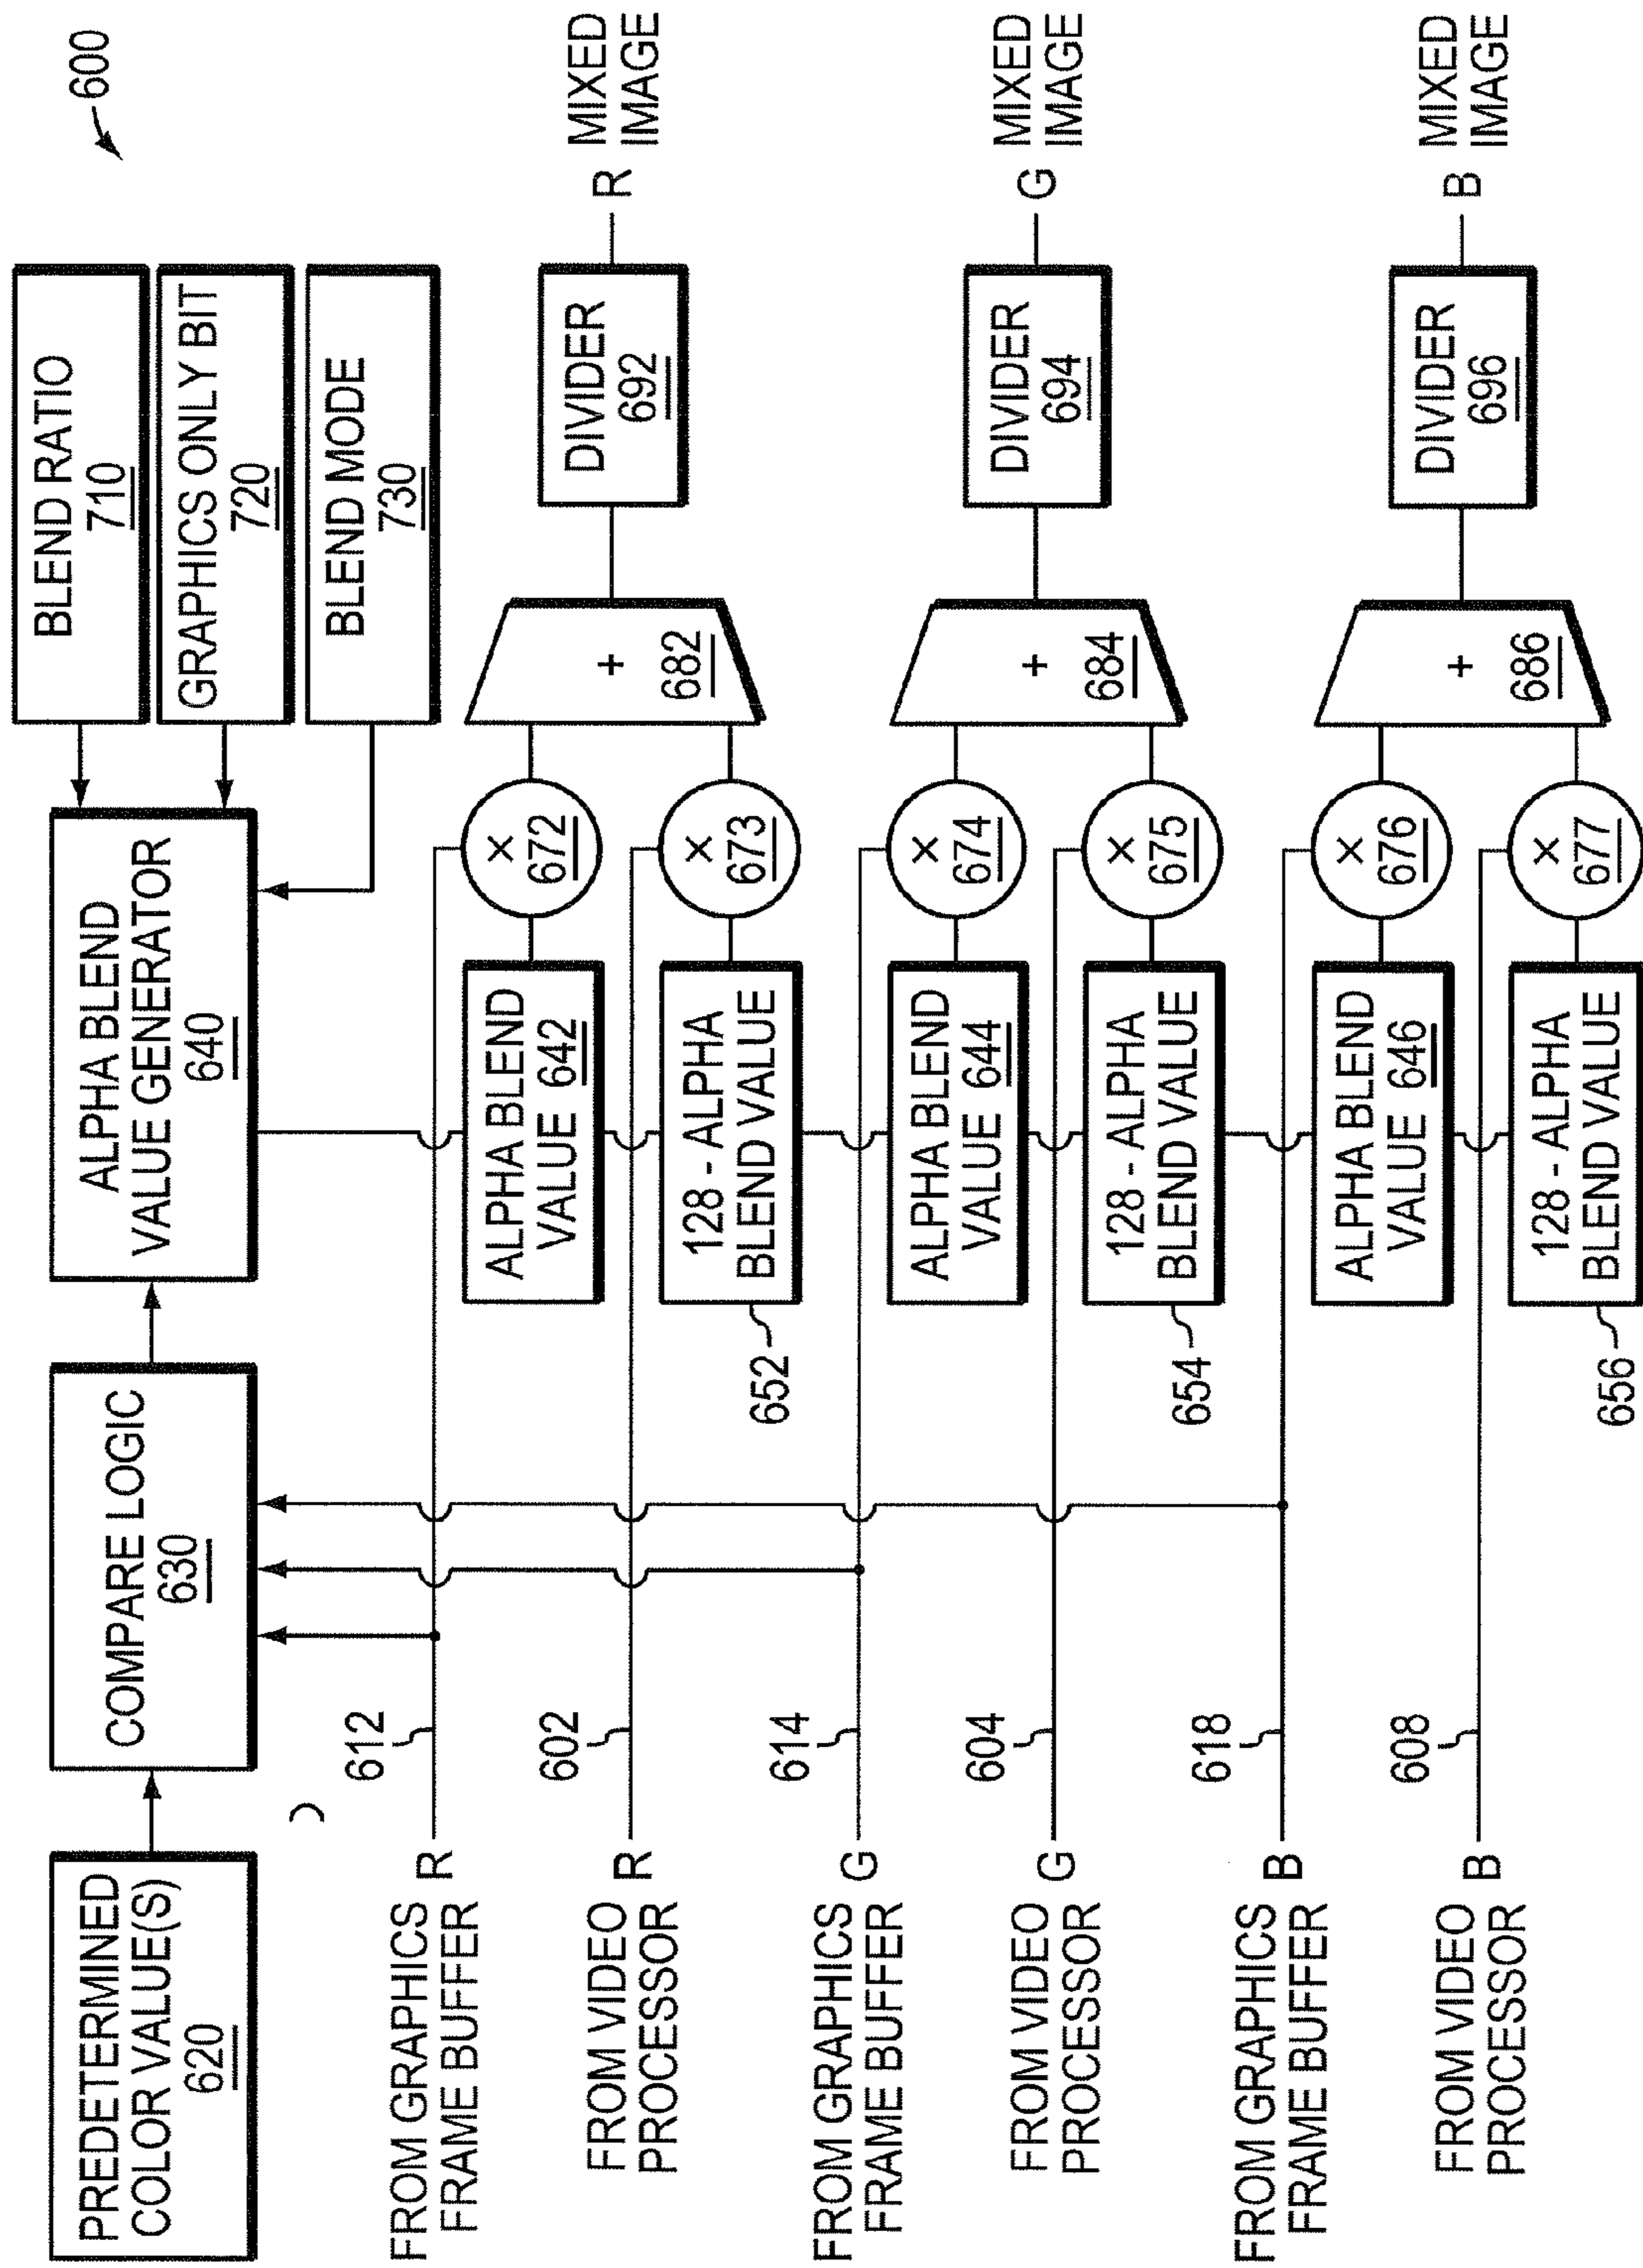 600
PREDETERMINED
COLOR VALUE(S)
620
COMPARE LOGIC
630
ALPHA BLEND
VALUE GENERATOR
640
BLEND RATIO
710
GRAPHICS ONLY BIT
720
BLEND MODE
730
FROM GRAPHICS
FRAME BUFFER
R
612
ALPHA BLEND
VALUE 642
×
672
FROM VIDEO
PROCESSOR
R
602
128 - ALPHA
BLEND VALUE
652
×
673
+
682
DIVIDER
692
R
MIXED
IMAGE
FROM GRAPHICS
FRAME BUFFER
G
614
ALPHA BLEND
VALUE 644
×
674
FROM VIDEO
PROCESSOR
G
604
128 - ALPHA
BLEND VALUE
654
×
675
+
684
DIVIDER
694
G
MIXED
IMAGE
FROM GRAPHICS
FRAME BUFFER
B
618
ALPHA BLEND
VALUE 646
×
676
FROM VIDEO
PROCESSOR
B
608
128 - ALPHA
BLEND VALUE
656
×
677
+
686
DIVIDER
696
B
MIXED
IMAGE